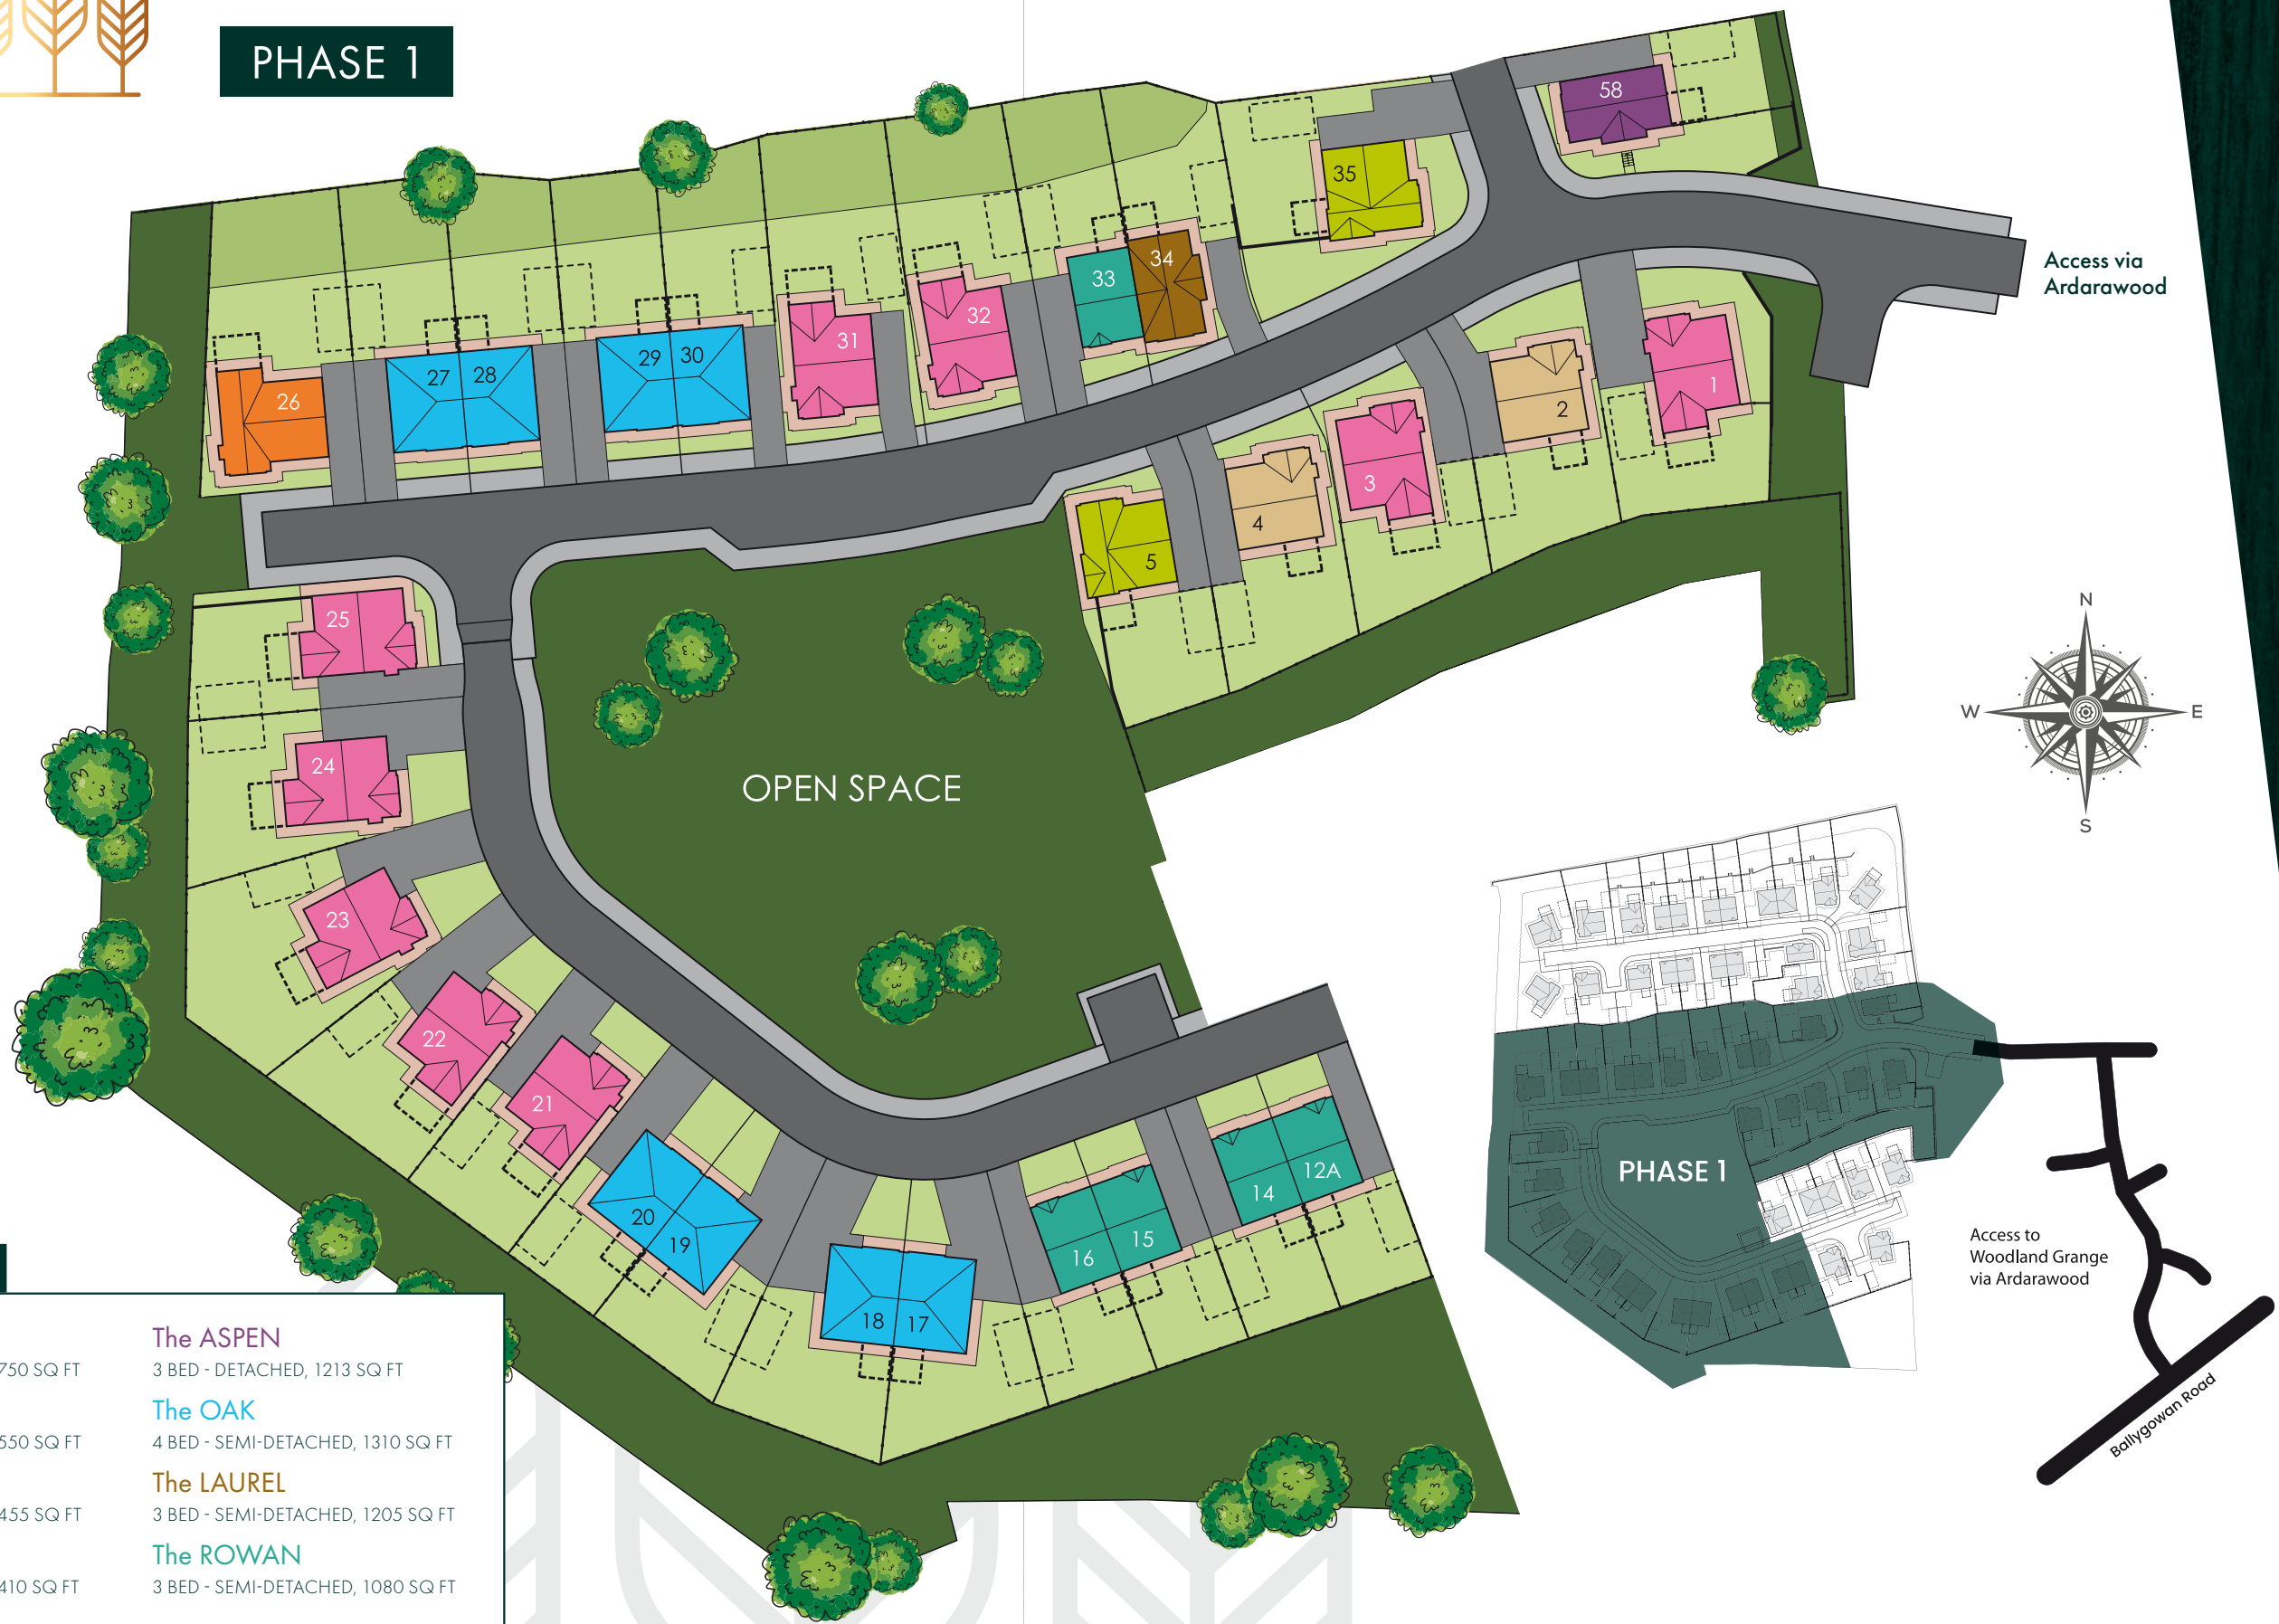 PHASE 1
58
35
34
33
32
31
30
29
28
27
26
1
2
3
4
5
25
24
23
22
21
20
19
18
17
16
15
14
12A
OPEN SPACE
Access via
Ardarawood
N
W
E
S
PHASE 1
Access to
Woodland Grange
via Ardarawood
Ballygowan Road
750 SQ FT
550 SQ FT
455 SQ FT
410 SQ FT
The ASPEN
3 BED - DETACHED, 1213 SQ FT
The OAK
4 BED - SEMI-DETACHED, 1310 SQ FT
The LAUREL
3 BED - SEMI-DETACHED, 1205 SQ FT
The ROWAN
3 BED - SEMI-DETACHED, 1080 SQ FT